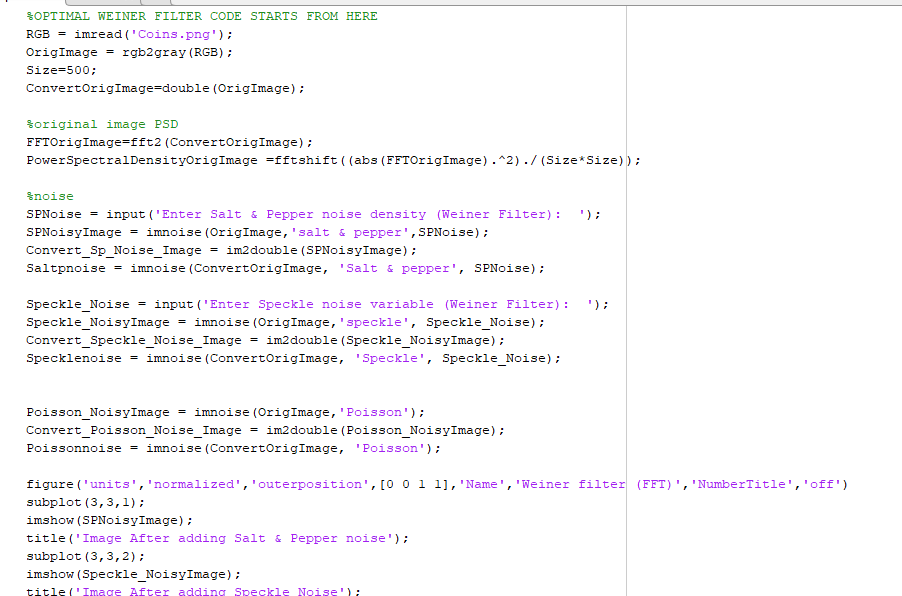 %OPTIMAL WEINER FILTER CODE STARTS FROM HERE
RGB = imread('Coins.png');
OrigImage = rgb2gray(RGB);
Size=500;
ConvertOrigImage=double(OrigImage);
%original image PSD
FFTOrigImage=fft2(ConvertOrigImage);
PowerSpectralDensityOrigImage =fftshift((abs(FFTOrigImage).^2)./(Size*Size));
%noise
SPNoise = input('Enter Salt & Pepper noise density (Weiner Filter):  ');
SPNoisyImage = imnoise(OrigImage,'salt & pepper',SPNoise);
Convert_Sp_Noise_Image = im2double(SPNoisyImage);
Saltpnoise = imnoise(ConvertOrigImage, 'Salt & pepper', SPNoise);
Speckle_Noise = input('Enter Speckle noise variable (Weiner Filter):  ');
Speckle_NoisyImage = imnoise(OrigImage,'speckle', Speckle_Noise);
Convert_Speckle_Noise_Image = im2double(Speckle_NoisyImage);
Specklenoise = imnoise(ConvertOrigImage, 'Speckle', Speckle_Noise);
Poisson_NoisyImage = imnoise(OrigImage,'Poisson');
Convert_Poisson_Noise_Image = im2double(Poisson_NoisyImage);
Poissonnoise = imnoise(ConvertOrigImage, 'Poisson');
figure('units','normalized','outerposition',[0 0 1 1],'Name','Weiner filter (FFT)','NumberTitle','off')
subplot(3,3,1);
imshow(SPNoisyImage);
title('Image After adding Salt & Pepper noise');
subplot(3,3,2);
imshow(Speckle_NoisyImage);
title('Image After adding Speckle Noise');